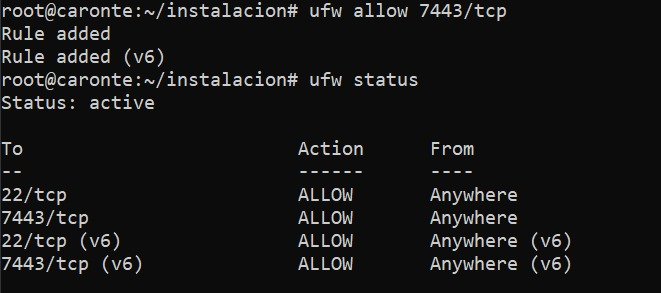 root@caronte:~/instalacion# ufw allow 7443/tcp
Rule added
Rule added (v6)
root@caronte:~/instalacion# ufw status
Status: active
To                         Action      From
--                         ------      ----
22/tcp                     ALLOW       Anywhere
7443/tcp                   ALLOW       Anywhere
22/tcp (v6)                ALLOW       Anywhere (v6)
7443/tcp (v6)              ALLOW       Anywhere (v6)